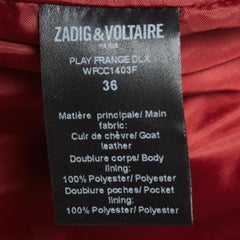 ZADIG&VOLTAIRE
PARIS
PLAY FRANGE DLX
WPCC1403F
36
Matière principale/ Main
fabric:
Cuir de chèvre/ Goat
leather
Doublure corps/ Body
lining:
100% Polyester/ Polyester
Doublure poches/ Pocket
lining:
100% Polyester/ Polyester